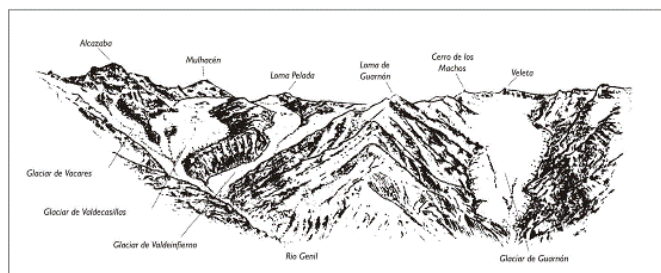 Alcazaba
Mulhacén
Loma Pelada
Loma de
Guarnón
Cerro de los
Machos
Veleta
Glaciar de Vacares
Glaciar de Valdecasillas
Glaciar de Valdeinfierno
Río Genil
Glaciar de Guarnón